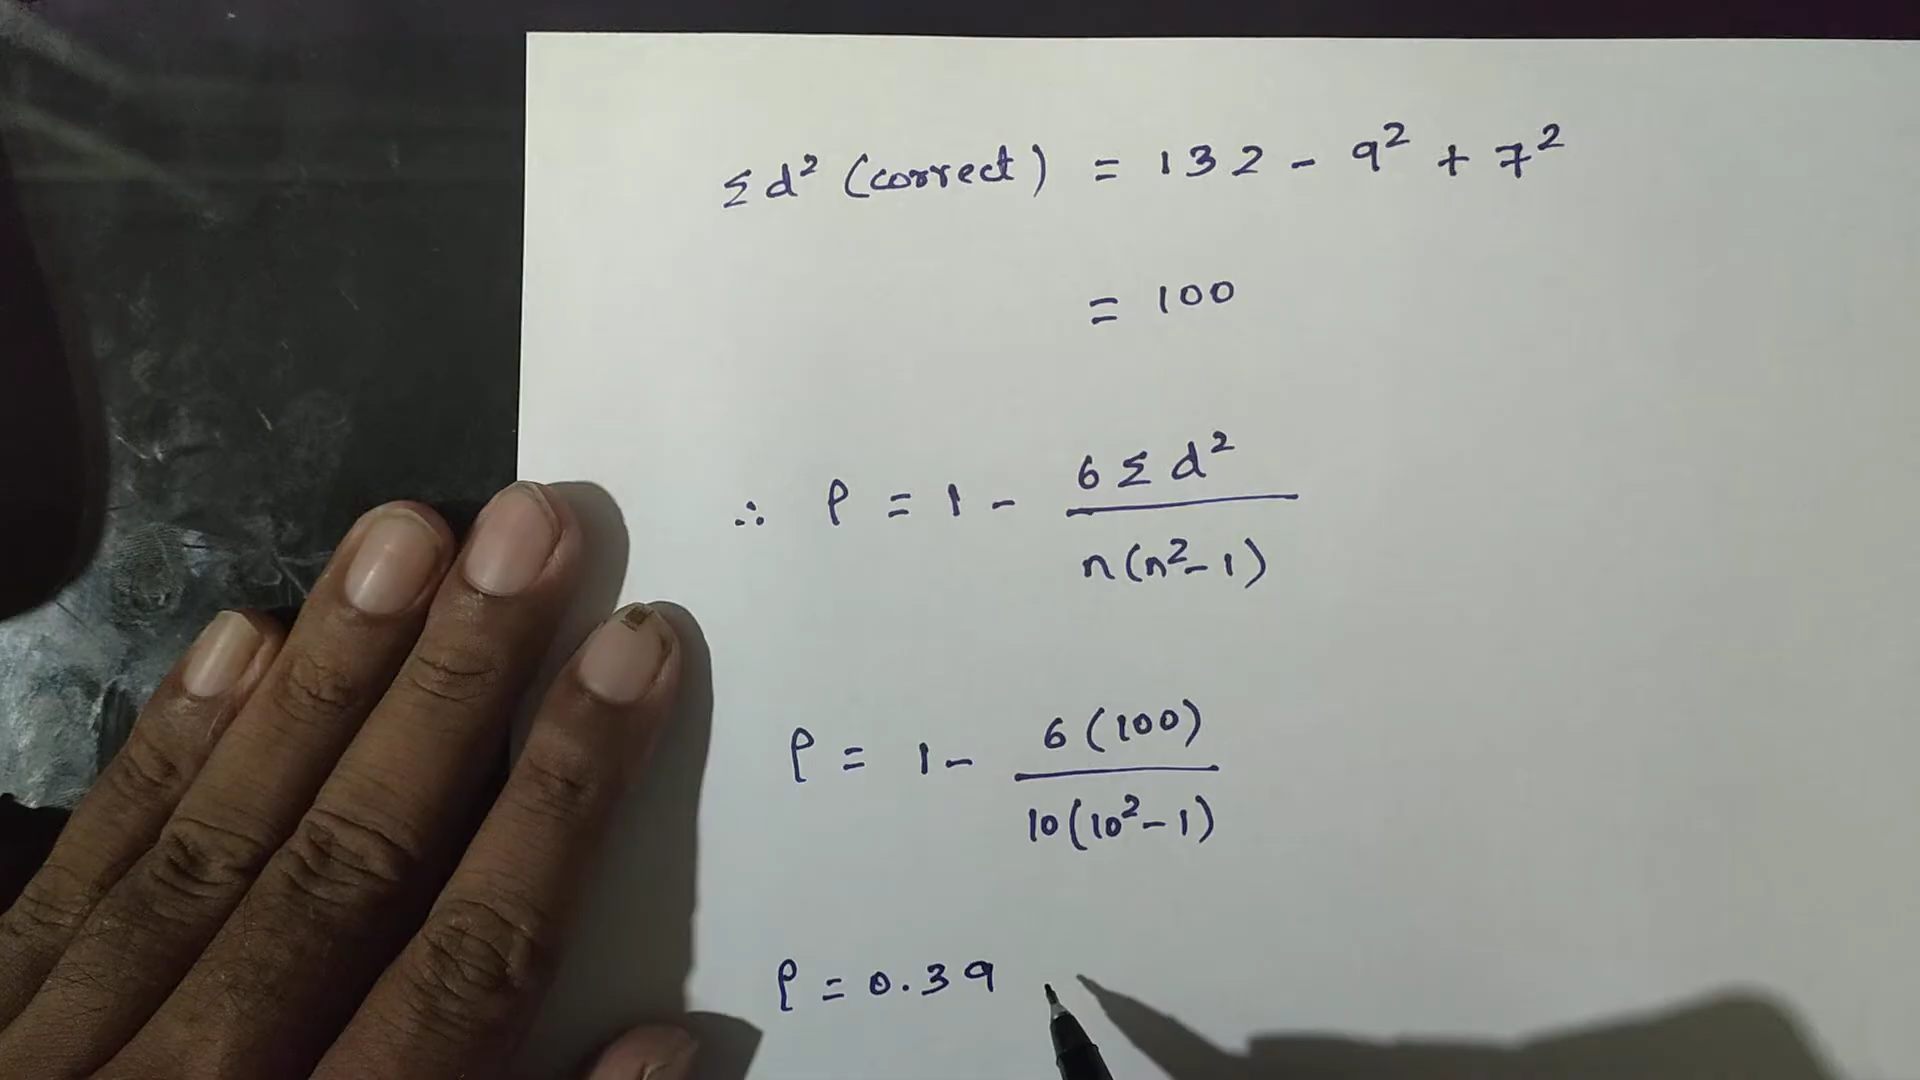 Σd² (correct) = 132 - 9² + 7²
= 100
∴ ρ = 1 - 6Σd² / n(n²-1)
ρ = 1 - 6(100) / 10(10²-1)
ρ = 0.39